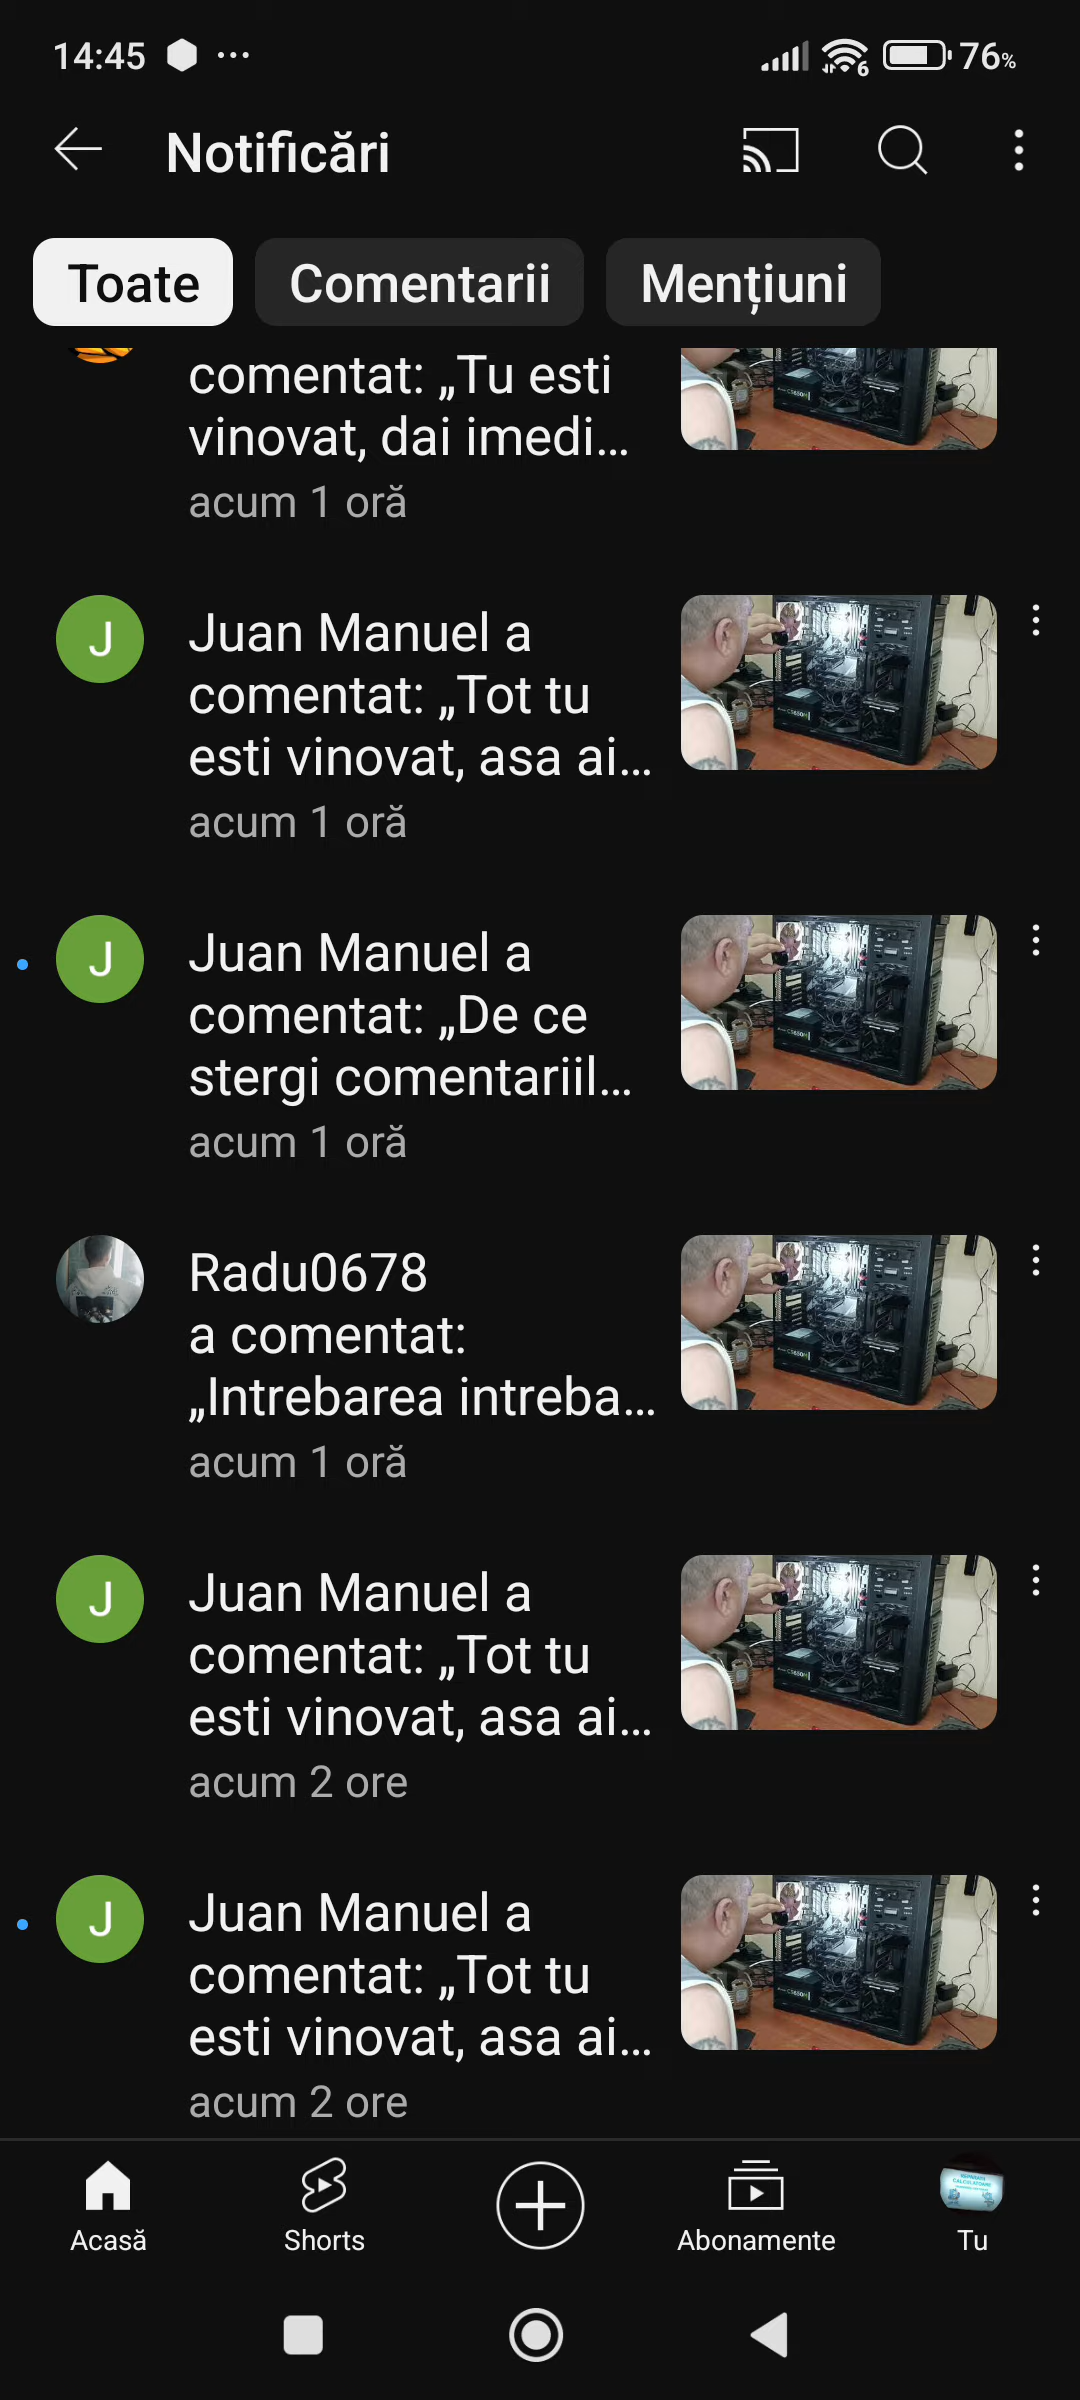 14:45
76%
Notificări
Toate
Comentarii
Mențiuni
comentat: „Tu esti
vinovat, dai imedi...
acum 1 oră
J
Juan Manuel a
comentat: „Tot tu
esti vinovat, asa ai...
acum 1 oră
J
Juan Manuel a
comentat: „De ce
stergi comentariil...
acum 1 oră
Radu0678
a comentat:
„Intrebarea intreba...
acum 1 oră
J
Juan Manuel a
comentat: „Tot tu
esti vinovat, asa ai...
acum 2 ore
J
Juan Manuel a
comentat: „Tot tu
esti vinovat, asa ai...
acum 2 ore
Acasă
Shorts
Abonamente
Tu